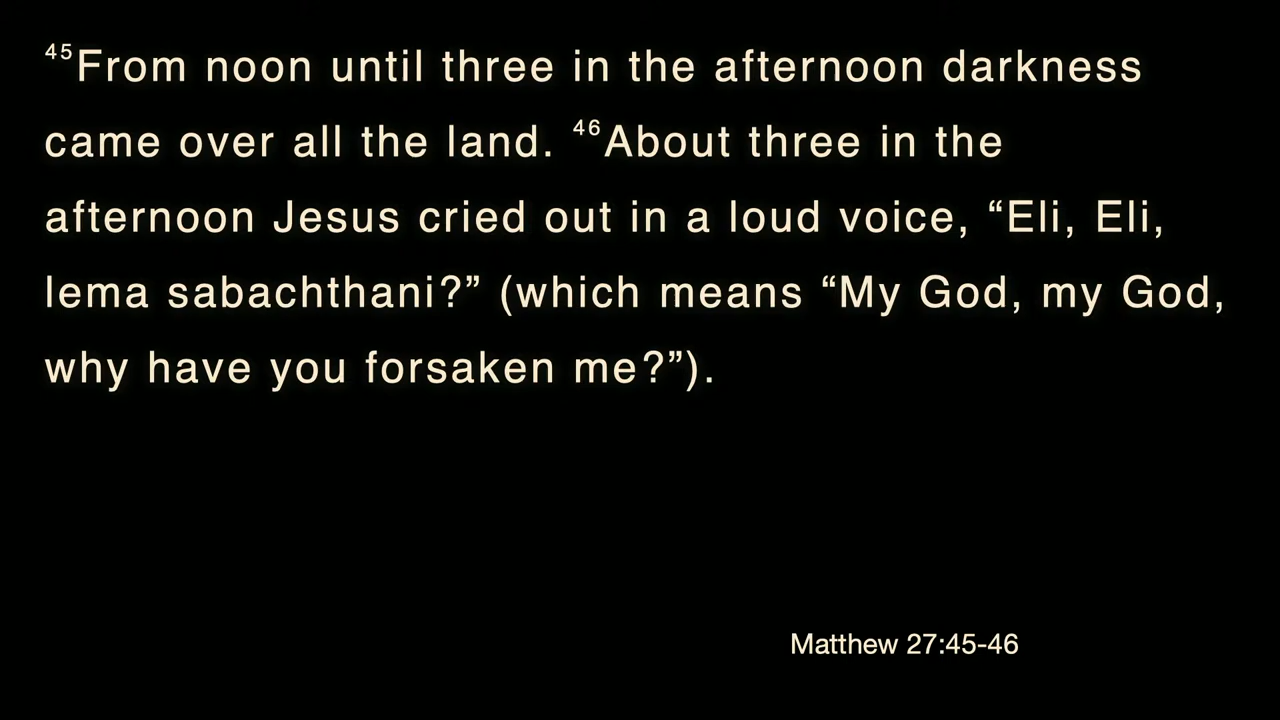 ⁴⁵From noon until three in the afternoon darkness
came over all the land. ⁴⁶About three in the
afternoon Jesus cried out in a loud voice, “Eli, Eli,
lema sabachthani?” (which means “My God, my God,
why have you forsaken me?”).
Matthew 27:45-46